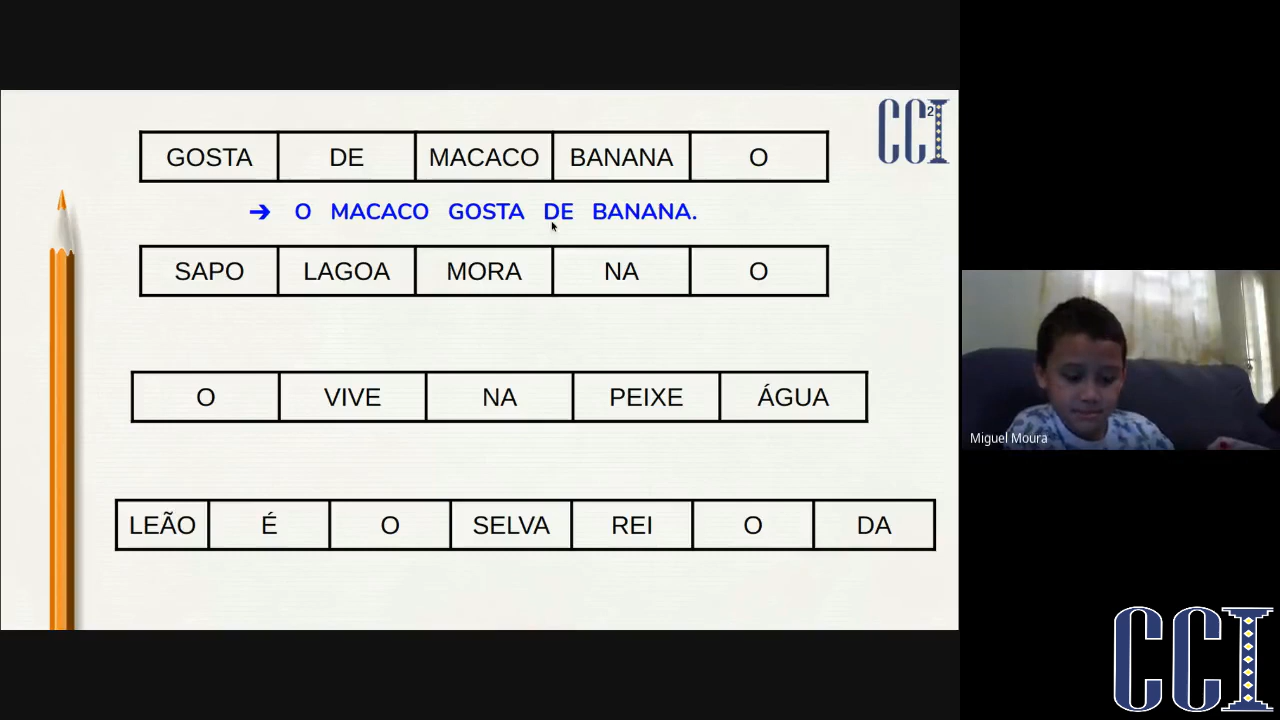 CCI
2
GOSTA DE MACACO BANANA O
➔ O MACACO GOSTA DE BANANA.
SAPO LAGOA MORA NA O
O VIVE NA PEIXE ÁGUA
LEÃO É O SELVA REI O DA
Miguel Moura
CCI